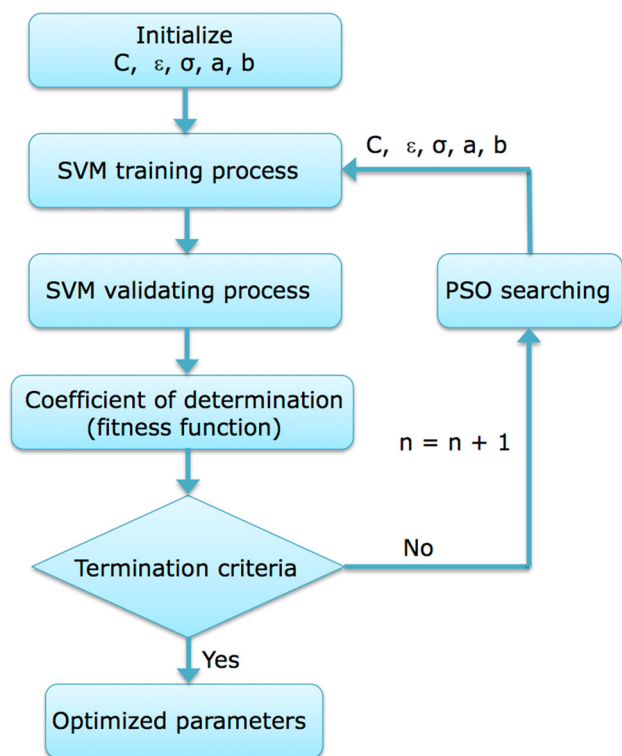 Initialize
C, ε, σ, a, b
C, ε, σ, a, b
SVM training process
SVM validating process
PSO searching
Coefficient of determination
(fitness function)
n = n + 1
No
Termination criteria
Yes
Optimized parameters